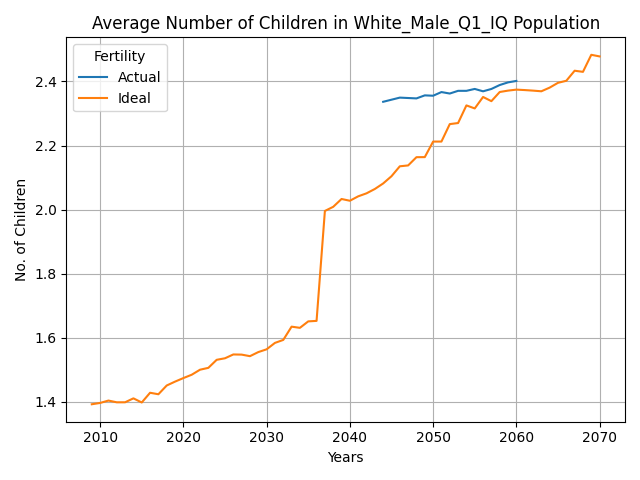 Average Number of Children in White_Male_Q1_IQ Population
Fertility
Actual
Ideal
No. of Children
2.4
2.2
2.0
1.8
1.6
1.4
2010 2020 2030 2040 2050 2060 2070
Years